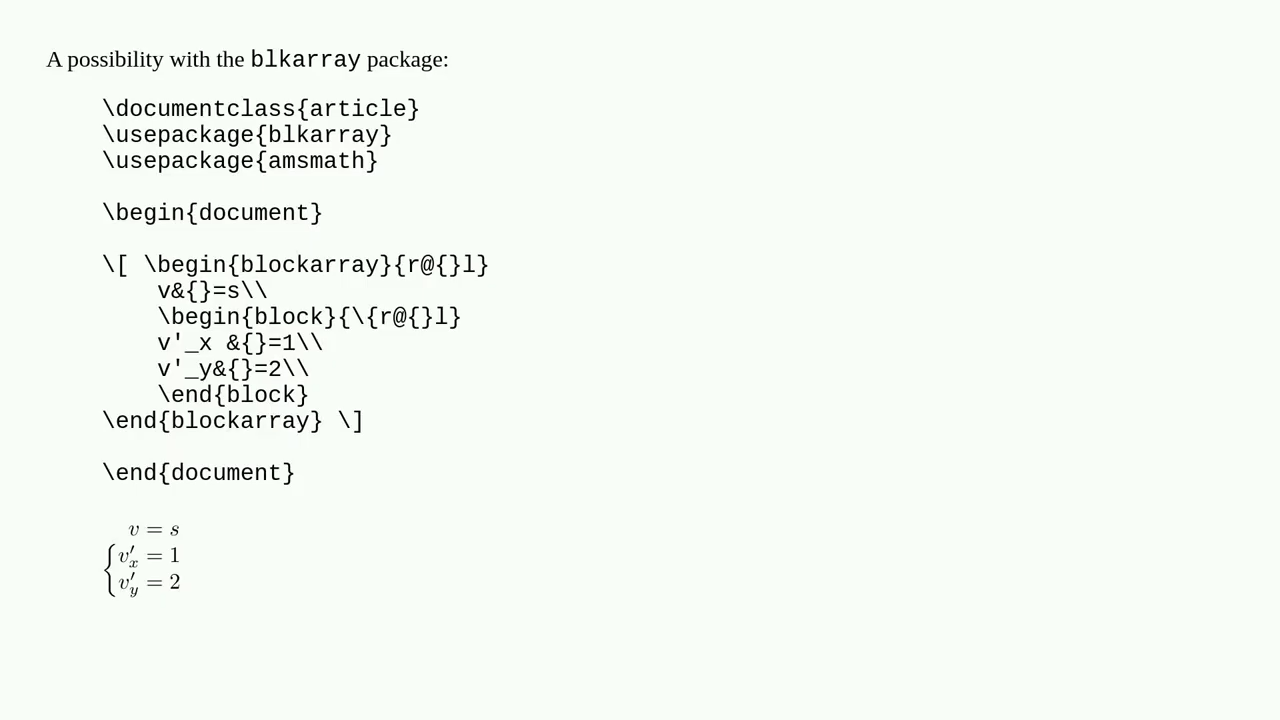 A possibility with the blkarray package:
\documentclass{article}
\usepackage{blkarray}
\usepackage{amsmath}
\begin{document}
\[ \begin{blockarray}{r@{}l}
v&{}=s\\
\begin{block}{\{r@{}l}
v'_x &{}=1\\
v'_y&{}=2\\
\end{block}
\end{blockarray} \]
\end{document}
v = s
v′ₓ = 1
v′_y = 2